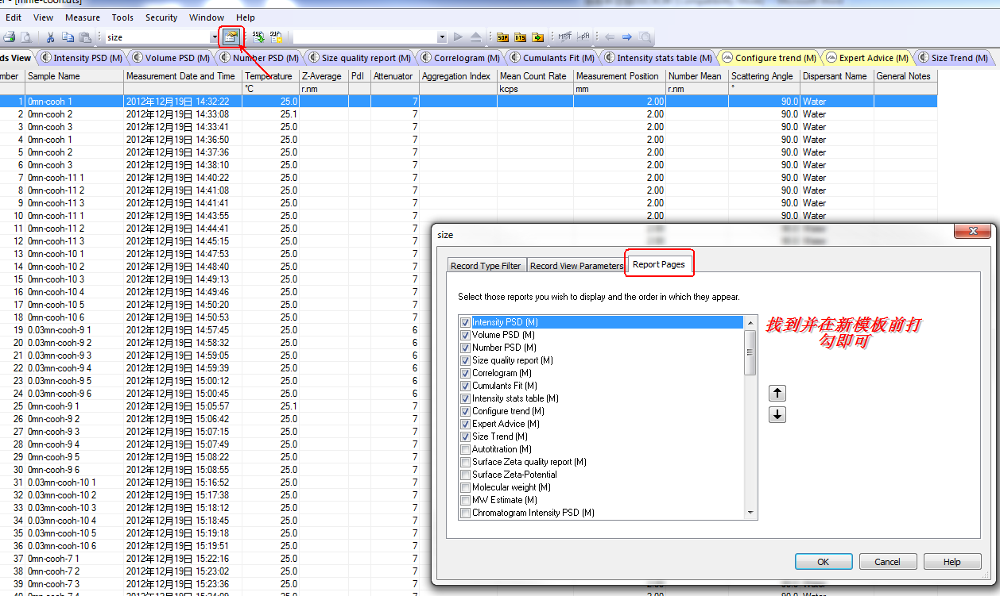 Edit View Measure Tools Security Window Help
size
SOP DTS
ds View Intensity PSD (M) Volume PSD (M) Number PSD (M) Size quality report (M) Correlogram (M) Cumulants Fit (M) Intensity stats table (M) Configure trend (M) Expert Advice (M) Size Trend (M)
mber Sample Name Measurement Date and Time Temperature Z-Average PdI Attenuator Aggregation Index Mean Count Rate Measurement Position Number Mean Scattering Angle Dispersant Name General Notes
°C r.nm kcps mm r.nm °
1 0mn-cooh 1 2012年12月19日 14:32:22 25.0 7 2.00 90.0 Water
2 0mn-cooh 2 2012年12月19日 14:33:08 25.1 7 2.00 90.0 Water
3 0mn-cooh 3 2012年12月19日 14:33:41 25.0 7 2.00 90.0 Water
4 0mn-cooh 1 2012年12月19日 14:36:50 25.0 7 2.00 90.0 Water
5 0mn-cooh 2 2012年12月19日 14:37:36 25.0 7 2.00 90.0 Water
6 0mn-cooh 3 2012年12月19日 14:38:10 25.0 7 2.00 90.0 Water
7 0mn-cooh-11 1 2012年12月19日 14:40:22 25.0 7 2.00 90.0 Water
8 0mn-cooh-11 2 2012年12月19日 14:41:08 25.0 7 2.00 90.0 Water
9 0mn-cooh-11 3 2012年12月19日 14:41:41 25.0 7 2.00 90.0 Water
10 0mn-cooh-11 1 2012年12月19日 14:43:55 25.0 7 2.00 90.0 Water
11 0mn-cooh-11 2 2012年12月19日 14:44:41 25.0 7
12 0mn-cooh-11 3 2012年12月19日 14:45:15 25.0 7
13 0mn-cooh-10 1 2012年12月19日 14:47:53 25.0 7
14 0mn-cooh-10 2 2012年12月19日 14:48:40 25.0 7
15 0mn-cooh-10 3 2012年12月19日 14:49:13 25.0 7
16 0mn-cooh-10 4 2012年12月19日 14:49:46 25.0 7
17 0mn-cooh-10 5 2012年12月19日 14:50:20 25.0 7
18 0mn-cooh-10 6 2012年12月19日 14:50:53 25.0 7
19 0.03mn-cooh-9 1 2012年12月19日 14:57:45 25.0 6
20 0.03mn-cooh-9 2 2012年12月19日 14:58:32 25.0 6
21 0.03mn-cooh-9 3 2012年12月19日 14:59:05 25.0 6
22 0.03mn-cooh-9 4 2012年12月19日 14:59:39 25.0 6
23 0.03mn-cooh-9 5 2012年12月19日 15:00:12 25.0 6
24 0.03mn-cooh-9 6 2012年12月19日 15:00:45 25.0 6
25 0mn-cooh-9 1 2012年12月19日 15:05:57 25.1 7
26 0mn-cooh-9 2 2012年12月19日 15:06:42 25.0 7
27 0mn-cooh-9 3 2012年12月19日 15:07:15 25.0 7
28 0mn-cooh-9 4 2012年12月19日 15:07:49 25.0 7
29 0mn-cooh-9 5 2012年12月19日 15:08:22 25.0 7
30 0mn-cooh-9 6 2012年12月19日 15:08:55 25.0 7
31 0.03mn-cooh-10 1 2012年12月19日 15:16:52 25.0 7
32 0.03mn-cooh-10 2 2012年12月19日 15:17:38 25.0 7
33 0.03mn-cooh-10 3 2012年12月19日 15:18:12 25.0 7
34 0.03mn-cooh-10 4 2012年12月19日 15:18:45 25.0 7
35 0.03mn-cooh-10 5 2012年12月19日 15:19:18 25.0 7
36 0.03mn-cooh-10 6 2012年12月19日 15:19:51 25.0 7
37 0mn-cooh-7 1 2012年12月19日 15:22:16 25.0 7
38 0mn-cooh-7 2 2012年12月19日 15:23:02 25.0 7
39 0mn-cooh-7 3 2012年12月19日 15:23:36 25.0 7
40 0mn-cooh-7 4 2012年12月19日 15:24:09 25.0 7 2.00 90.0 Water
size
Record Type Filter Record View Parameters Report Pages
Select those reports you wish to display and the order in which they appear.
Intensity PSD (M)
Volume PSD (M)
Number PSD (M)
Size quality report (M)
Correlogram (M)
Cumulants Fit (M)
Intensity stats table (M)
Configure trend (M)
Expert Advice (M)
Size Trend (M)
Autotitration (M)
Surface Zeta quality report (M)
Surface Zeta-Potential
Molecular weight (M)
MW Estimate (M)
Chromatogram Intensity PSD (M)
找到并在新模板前打
勾即可
OK Cancel Help